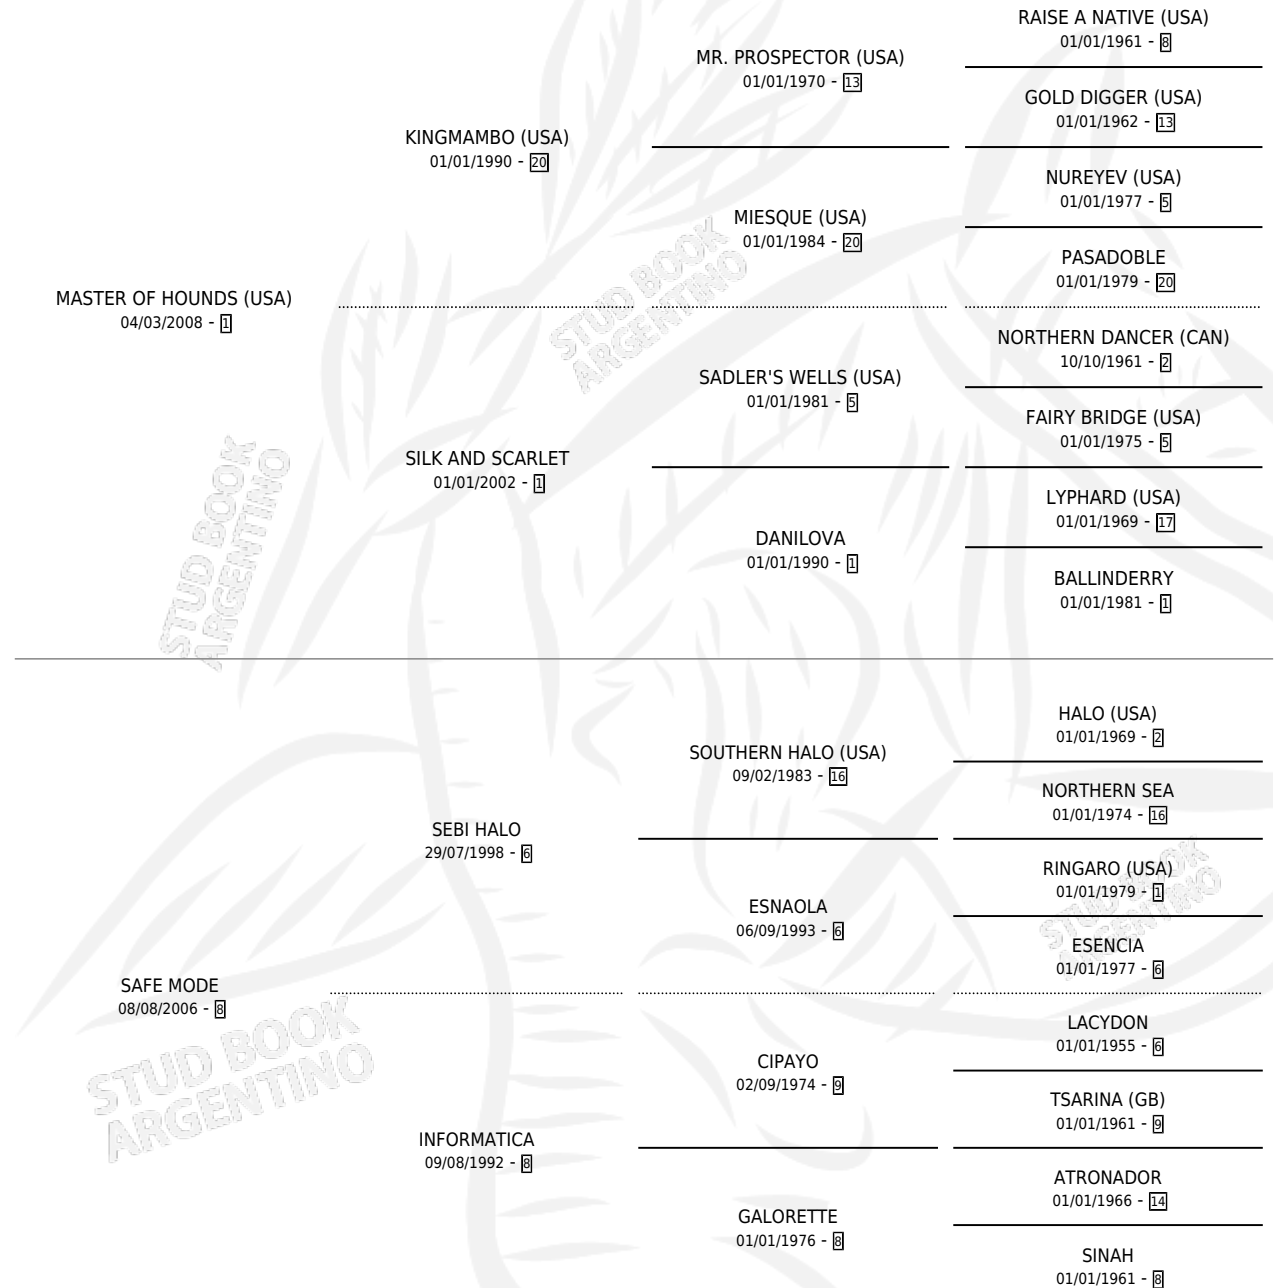 RAISE A NATIVE (USA)
01/01/1961 - 8
MR. PROSPECTOR (USA)
01/01/1970 - 13
GOLD DIGGER (USA)
01/01/1962 - 13
KINGMAMBO (USA)
01/01/1990 - 20
NUREYEV (USA)
01/01/1977 - 5
MIESQUE (USA)
01/01/1984 - 20
PASADOBLE
01/01/1979 - 20
MASTER OF HOUNDS (USA)
04/03/2008 - 1
STUD BOOK
ARGENTINO
NORTHERN DANCER (CAN)
10/10/1961 - 2
SADLER'S WELLS (USA)
01/01/1981 - 5
FAIRY BRIDGE (USA)
01/01/1975 - 5
SILK AND SCARLET
01/01/2002 - 1
LYPHARD (USA)
01/01/1969 - 17
DANILOVA
01/01/1990 - 1
BALLINDERRY
01/01/1981 - 1
STUD BOOK
ARGENTINO
HALO (USA)
01/01/1969 - 2
SOUTHERN HALO (USA)
09/02/1983 - 16
NORTHERN SEA
01/01/1974 - 16
SEBI HALO
29/07/1998 - 6
RINGARO (USA)
01/01/1979 - 1
STUD BOOK
ARGENTINO
ESNAOLA
06/09/1993 - 6
ESENCIA
01/01/1977 - 6
SAFE MODE
08/08/2006 - 8
STUD BOOK
ARGENTINO
LACYDON
01/01/1955 - 6
CIPAYO
02/09/1974 - 9
TSARINA (GB)
01/01/1961 - 9
INFORMATICA
09/08/1992 - 8
ATRONADOR
01/01/1966 - 14
GALORETTE
01/01/1976 - 8
SINAH
01/01/1961 - 8